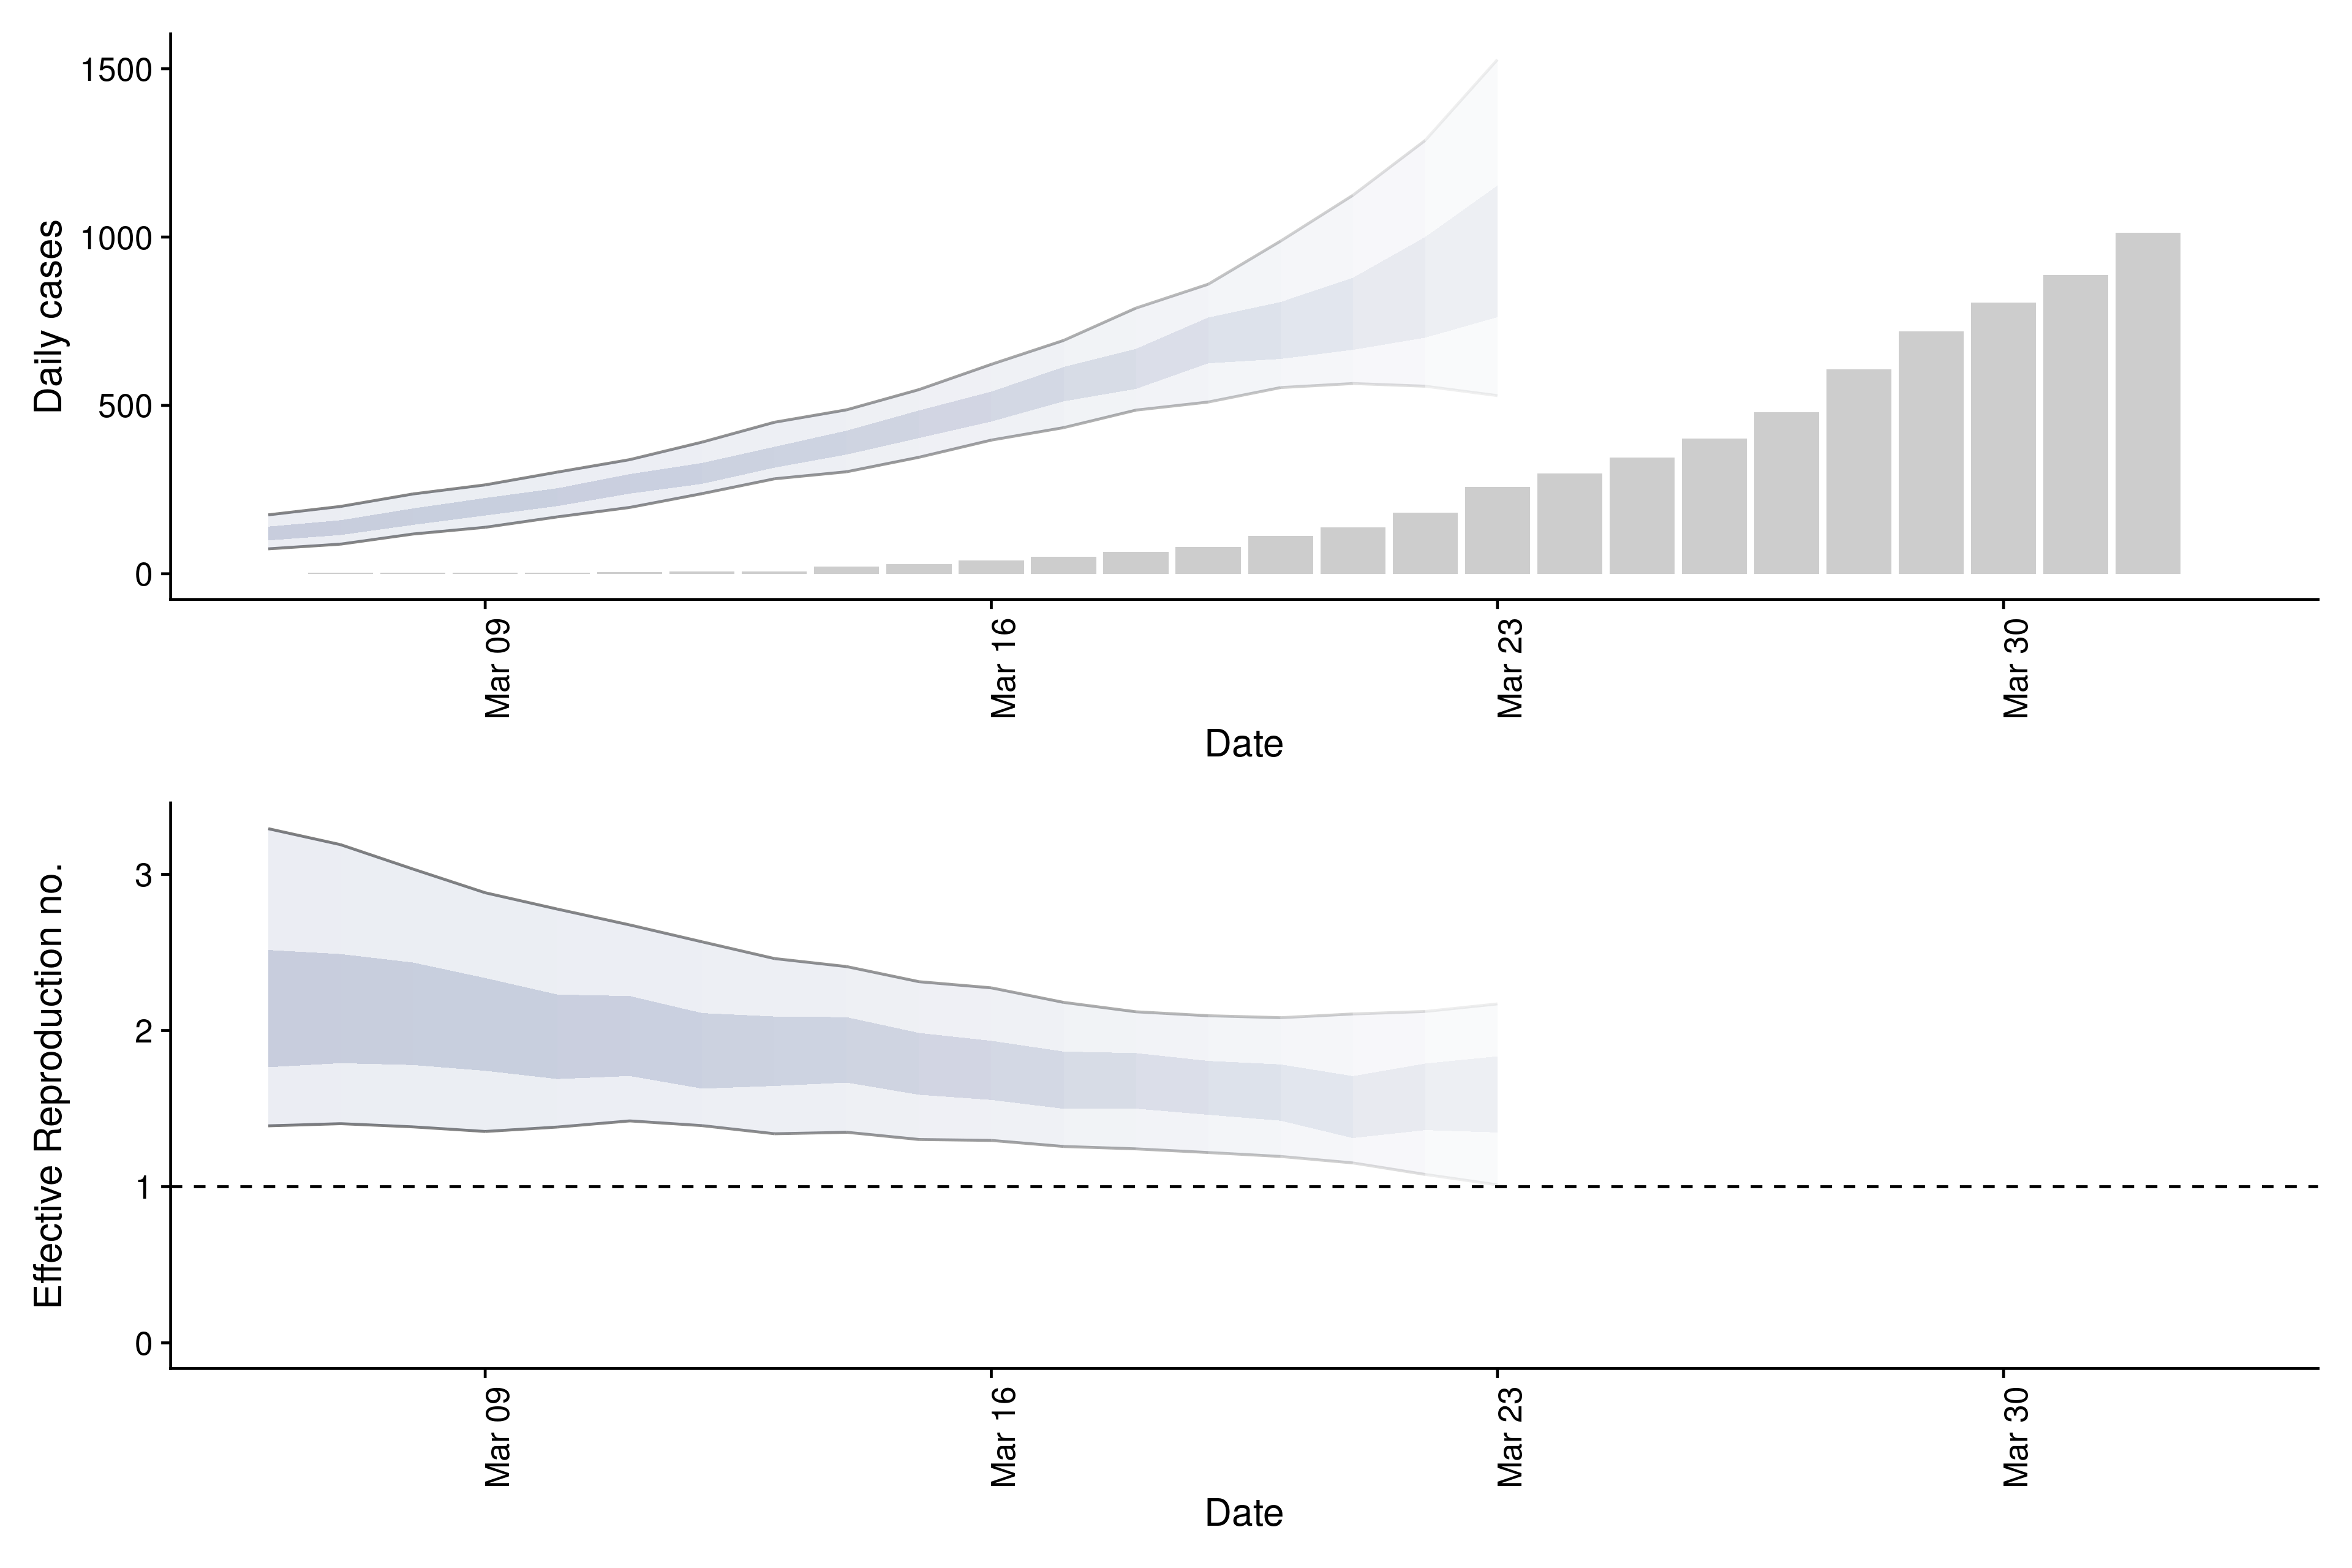 Daily cases
1500
1000
500
0
Mar 09
Mar 16
Mar 23
Mar 30
Date
Effective Reproduction no.
3
2
1
0
Mar 09
Mar 16
Mar 23
Mar 30
Date